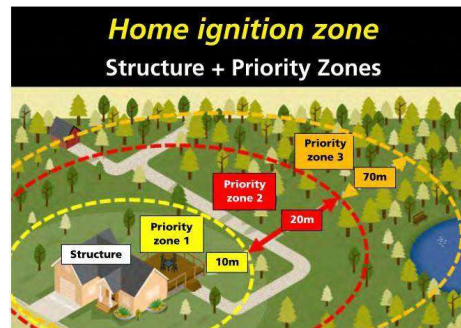 Home ignition zone
Structure + Priority Zones
Priority
zone 3
70m
Priority
zone 2
20m
Priority
zone 1
10m
Structure